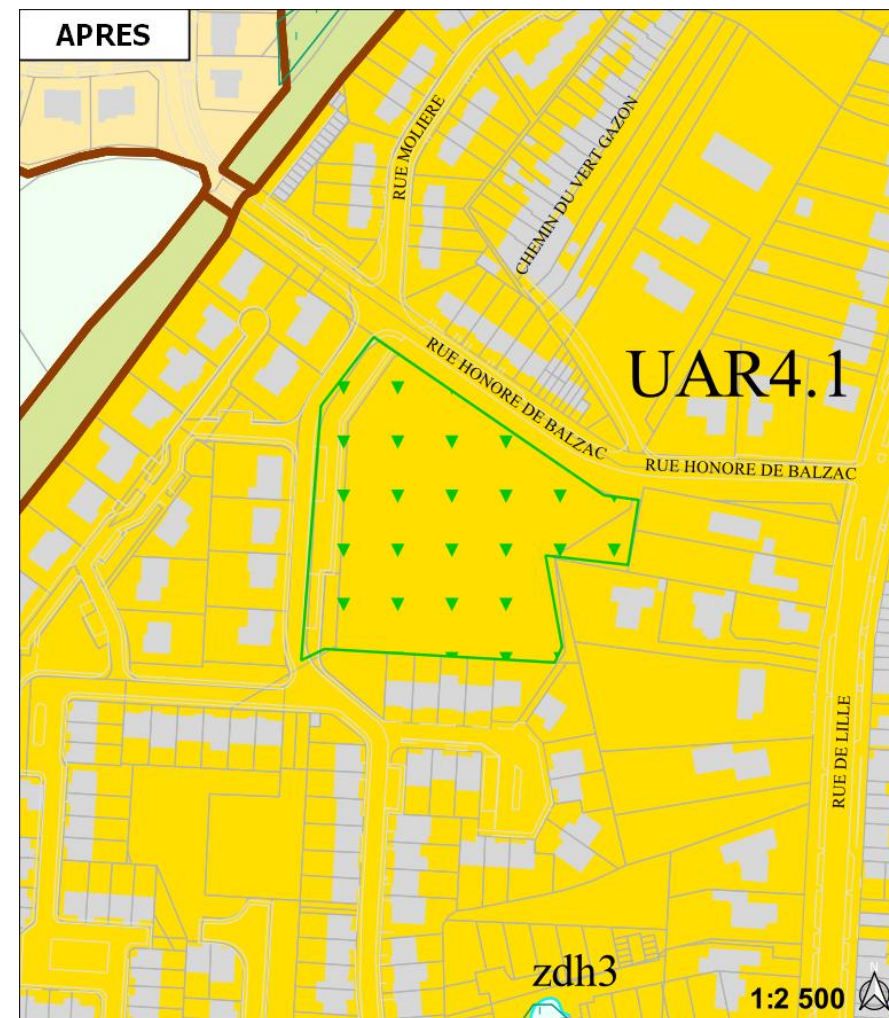 APRES
RUE MOLIERE
CHEMIN DU VERT GAZON
UAR4.1
RUE HONORE DE BALZAC
RUE HONORE DE BALZAC
RUE DE LILLE
zdh3
N
1:2 500